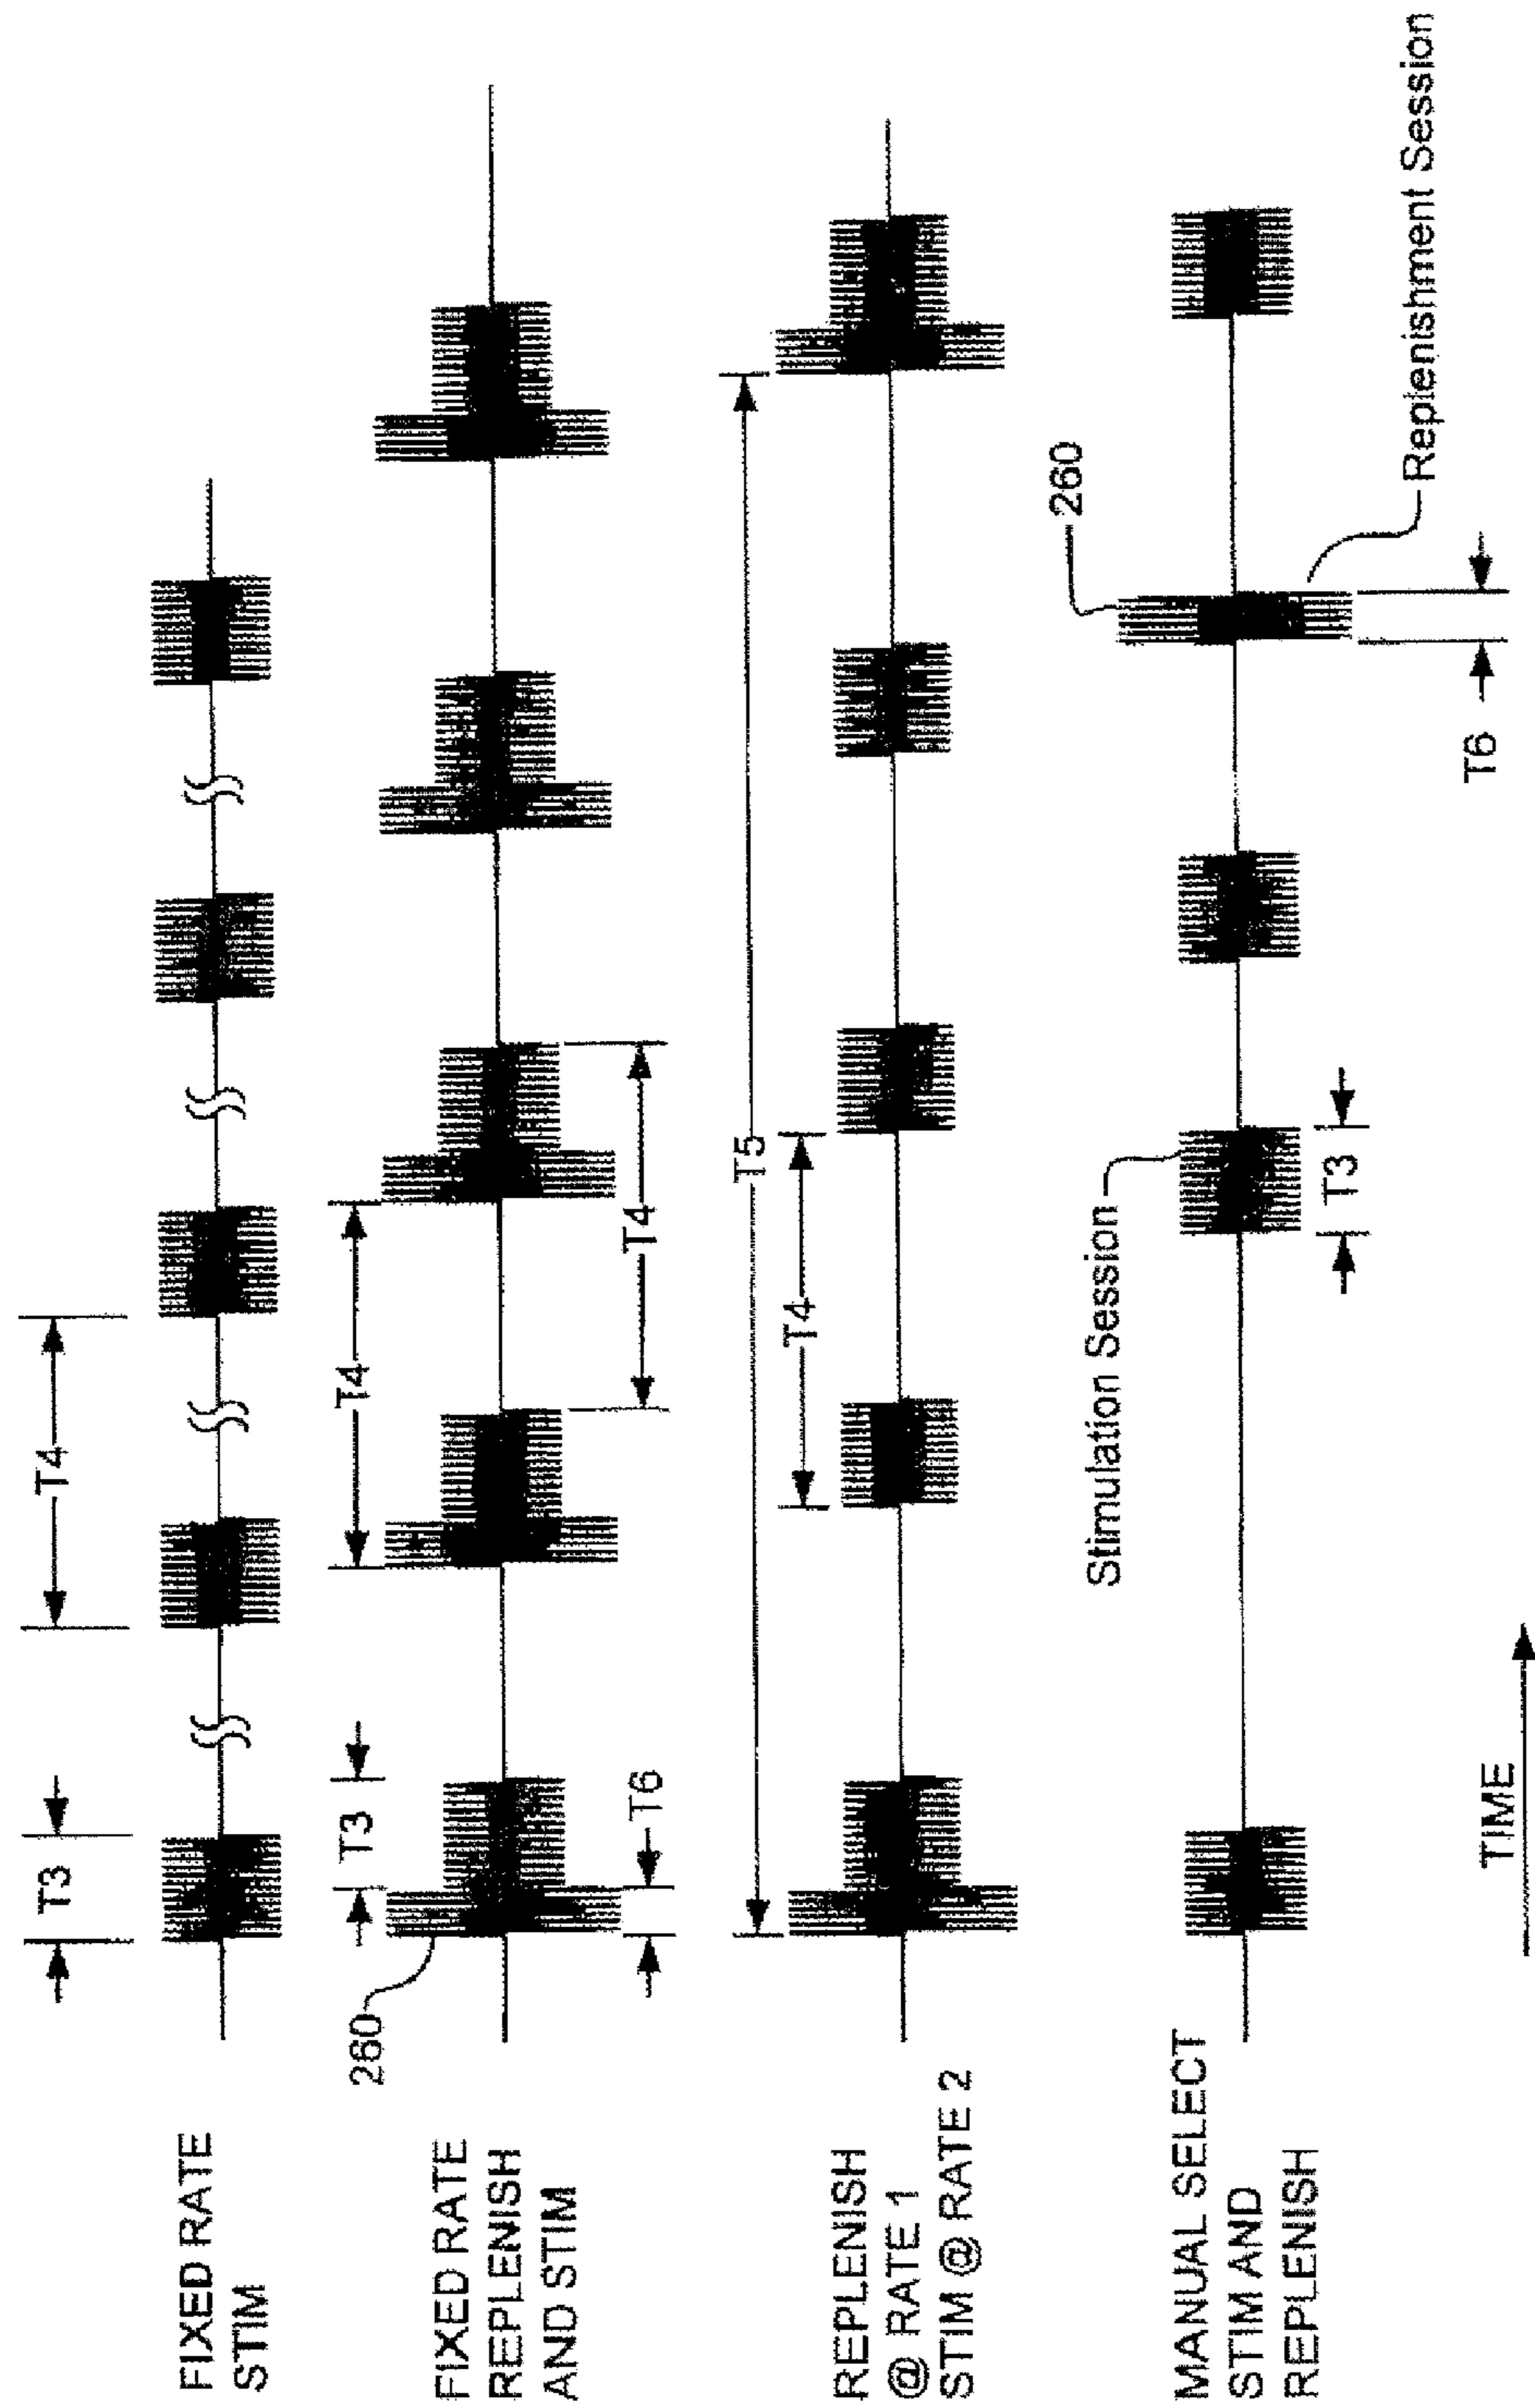 T3
T4
FIXED RATE
STIM
T3
T4
260
T6
T4
FIXED RATE
REPLENISH
AND STIM
T5
T4
REPLENISH
@ RATE 1
STIM @ RATE 2
Stimulation Session
260
T3
T6
Replenishment Session
MANUAL SELECT
STIM AND
REPLENISH
TIME